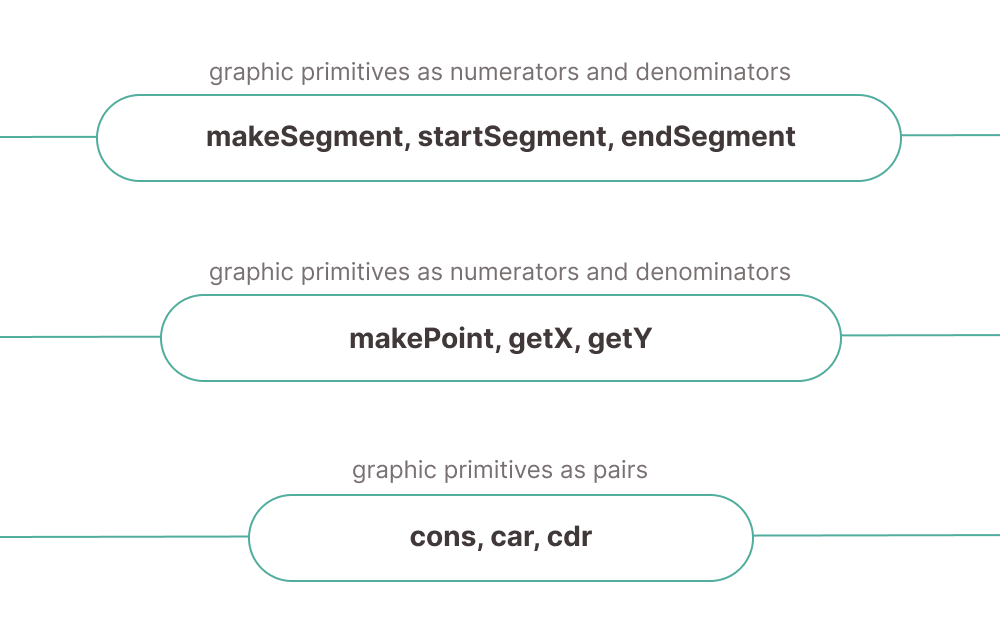 graphic primitives as numerators and denominators
makeSegment, startSegment, endSegment
graphic primitives as numerators and denominators
makePoint, getX, getY
graphic primitives as pairs
cons, car, cdr